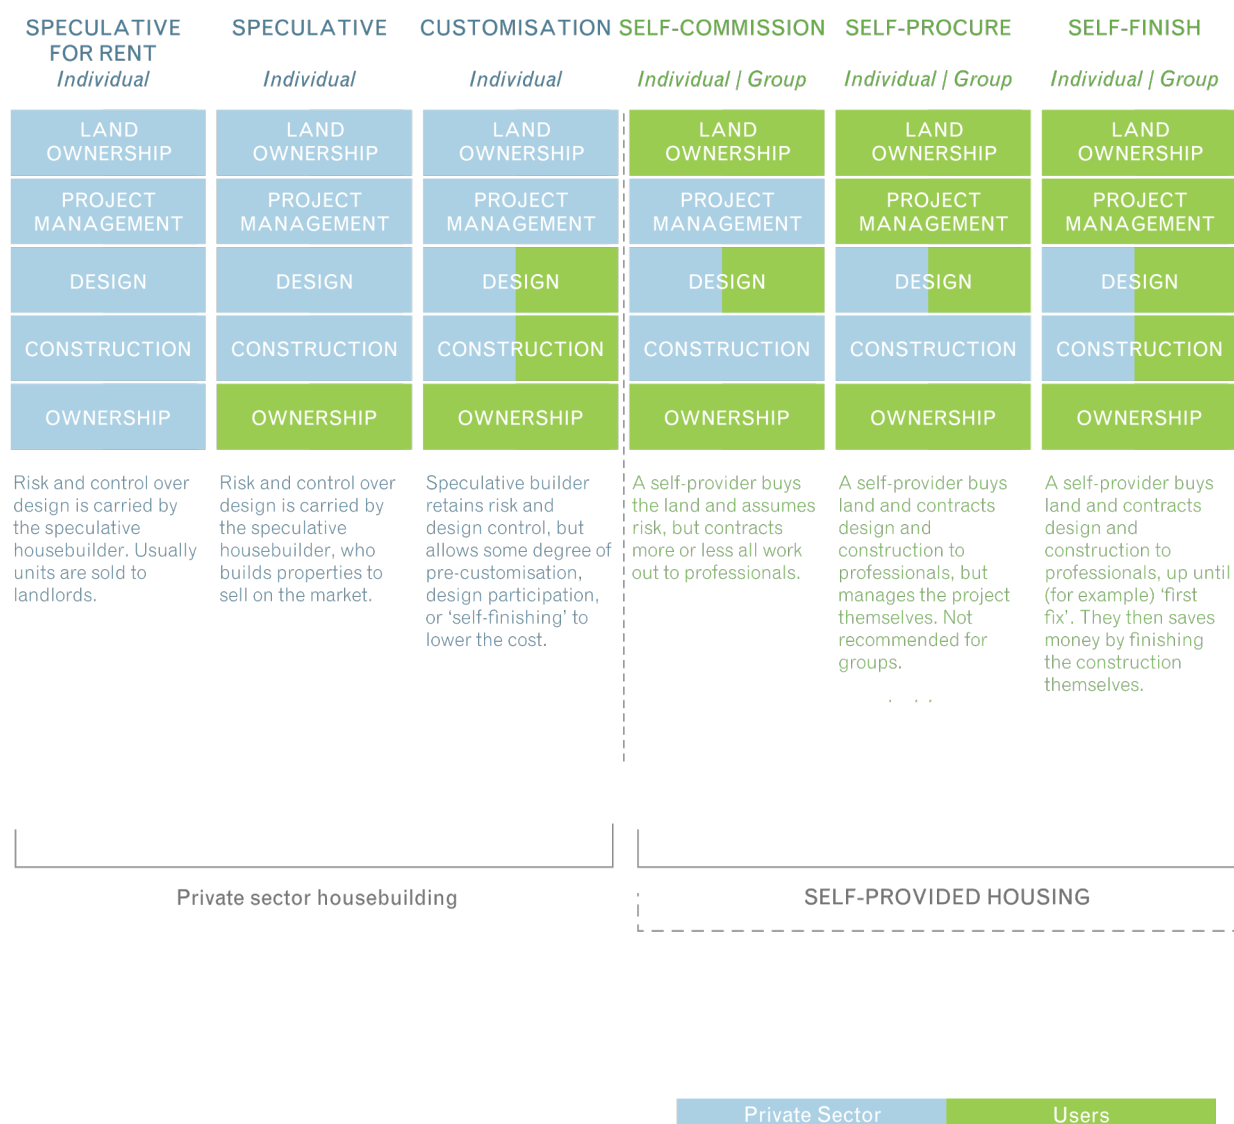 SPECULATIVE
FOR RENT
Individual
LAND
OWNERSHIP
PROJECT
MANAGEMENT
DESIGN
CONSTRUCTION
OWNERSHIP
Risk and control over
design is carried by
the speculative
housebuilder. Usually
units are sold to
landlords.
SPECULATIVE
Individual
LAND
OWNERSHIP
PROJECT
MANAGEMENT
DESIGN
CONSTRUCTION
OWNERSHIP
Risk and control over
design is carried by
the speculative
housebuilder, who
builds properties to
sell on the market.
CUSTOMISATION
Individual
LAND
OWNERSHIP
PROJECT
MANAGEMENT
DESIGN
CONSTRUCTION
OWNERSHIP
Speculative builder
retains risk and
design control, but
allows some degree of
pre-customisation,
design participation,
or ‘self-finishing’ to
lower the cost.
SELF-COMMISSION
Individual | Group
LAND
OWNERSHIP
PROJECT
MANAGEMENT
DESIGN
CONSTRUCTION
OWNERSHIP
A self-provider buys
the land and assumes
risk, but contracts
more or less all work
out to professionals.
SELF-PROCURE
Individual | Group
LAND
OWNERSHIP
PROJECT
MANAGEMENT
DESIGN
CONSTRUCTION
OWNERSHIP
A self-provider buys
land and contracts
design and
construction to
professionals, but
manages the project
themselves. Not
recommended for
groups.
SELF-FINISH
Individual | Group
LAND
OWNERSHIP
PROJECT
MANAGEMENT
DESIGN
CONSTRUCTION
OWNERSHIP
A self-provider buys
land and contracts
design and
construction to
professionals, up until
(for example) ‘first
fix’. They then saves
money by finishing
the construction
themselves.
Private sector housebuilding
SELF-PROVIDED HOUSING
Private Sector
Users